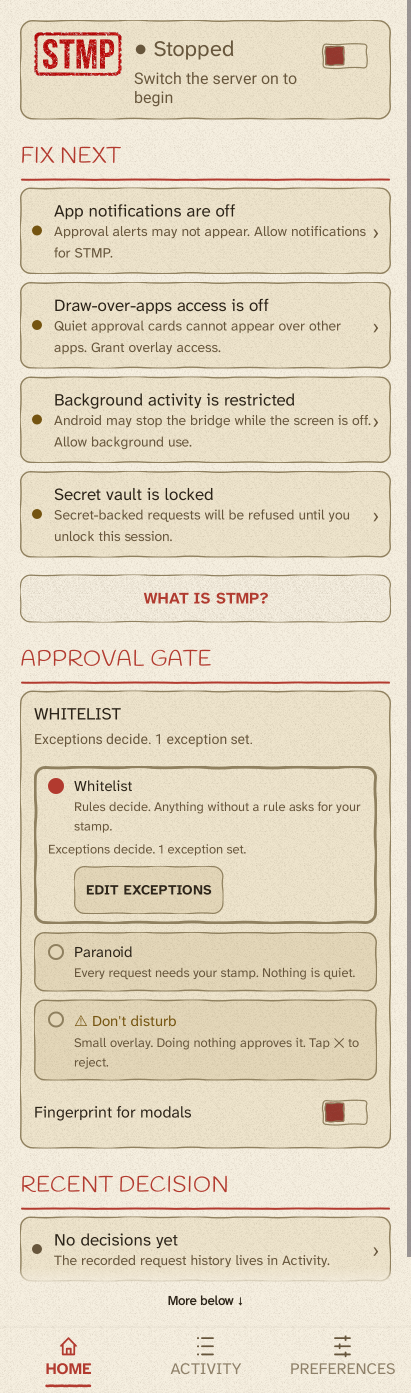 STMP
Stopped
Switch the server on to
begin
FIX NEXT
App notifications are off
Approval alerts may not appear. Allow notifications
for STMP.
Draw-over-apps access is off
Quiet approval cards cannot appear over other
apps. Grant overlay access.
Background activity is restricted
Android may stop the bridge while the screen is off.
Allow background use.
Secret vault is locked
Secret-backed requests will be refused until you
unlock this session.
WHAT IS STMP?
APPROVAL GATE
WHITELIST
Exceptions decide. 1 exception set.
Whitelist
Rules decide. Anything without a rule asks for your
stamp.
Exceptions decide. 1 exception set.
EDIT EXCEPTIONS
Paranoid
Every request needs your stamp. Nothing is quiet.
⚠ Don't disturb
Small overlay. Doing nothing approves it. Tap ✕ to
reject.
Fingerprint for modals
RECENT DECISION
No decisions yet
The recorded request history lives in Activity.
More below ↓
HOME
ACTIVITY
PREFERENCES